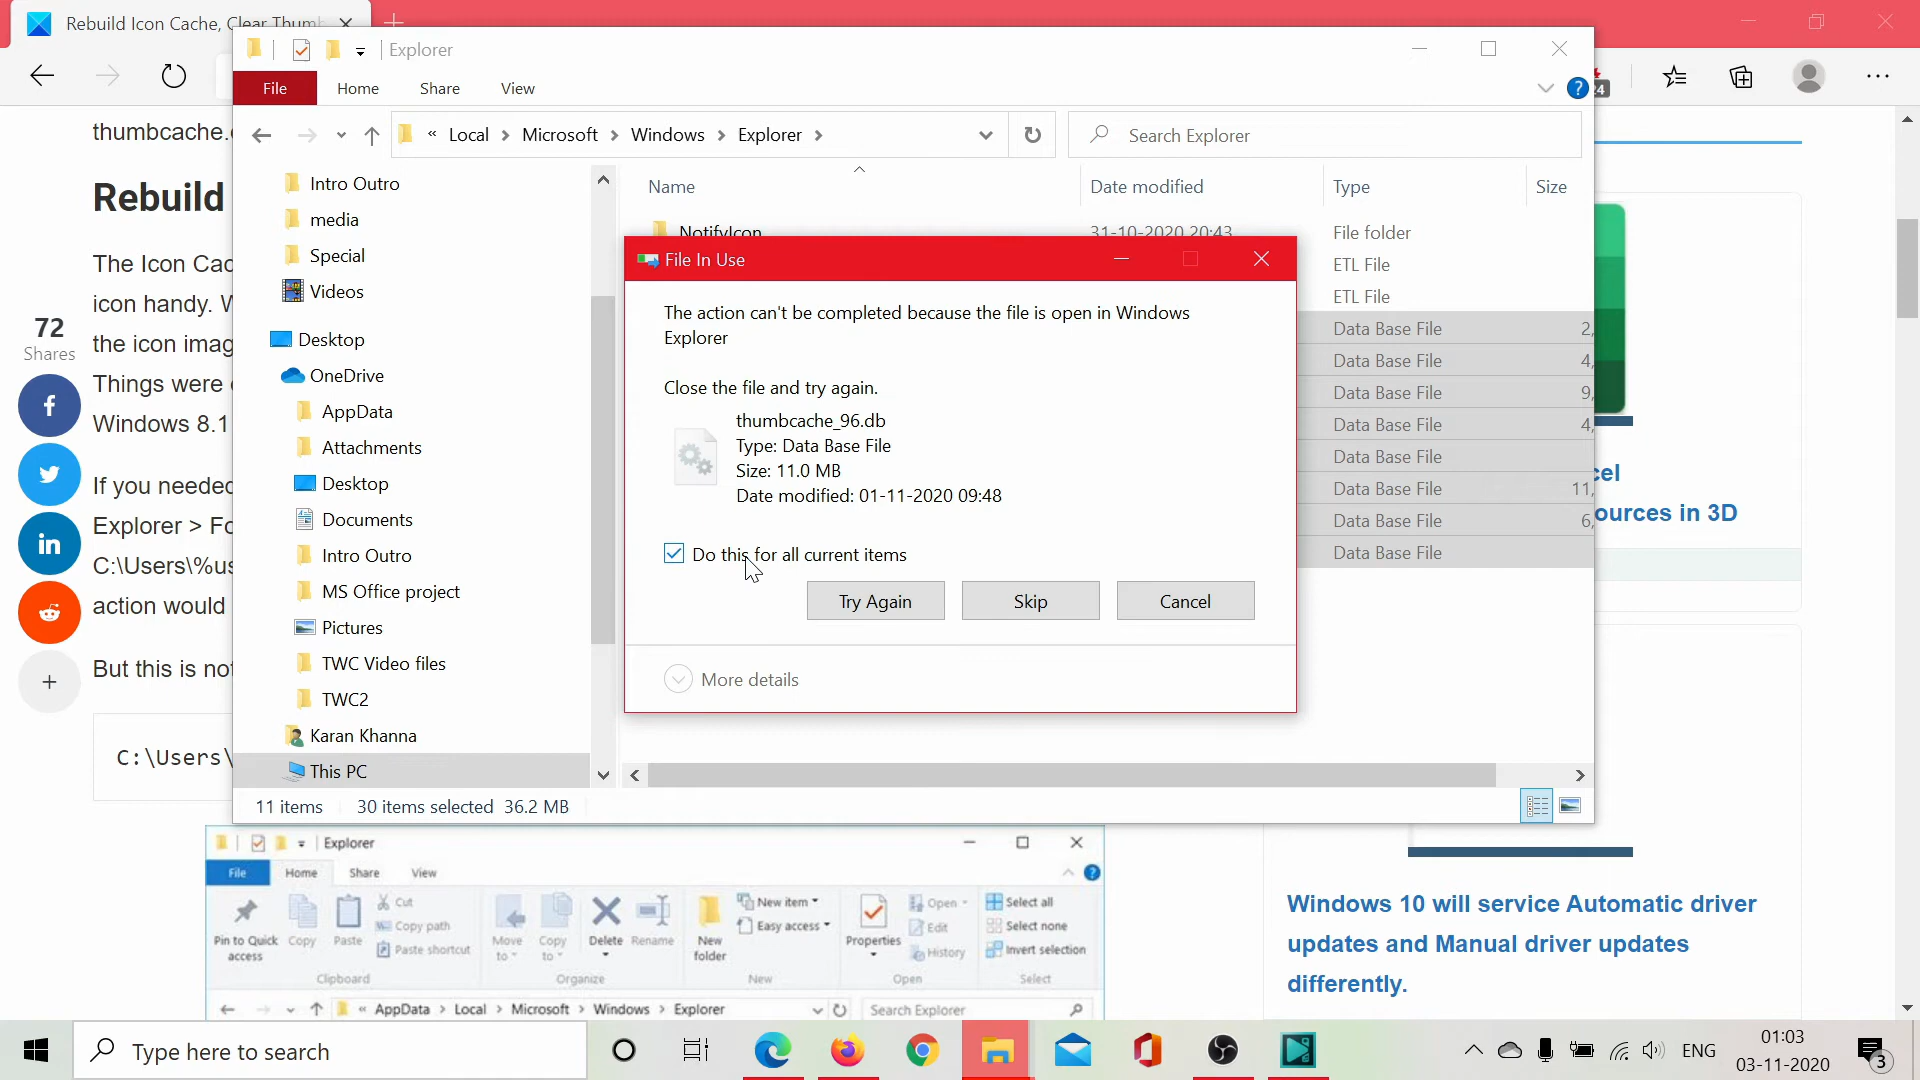 Rebuild Icon Cache, Clear Thumb
Explorer
File
Home
Share
View
Local
Microsoft
Windows
Explorer
Search Explorer
thumbcache.
Rebuild
The Icon Cac
icon handy. W
the icon imag
Things were
Windows 8.1
If you needed
Explorer > Fo
C:\Users\%us
action would
But this is not
C:\Users\
72
Shares
Intro Outro
media
Special
Videos
Desktop
OneDrive
AppData
Attachments
Desktop
Documents
Intro Outro
MS Office project
Pictures
TWC Video files
TWC2
Karan Khanna
This PC
Name
Date modified
Type
Size
NotifyIcon
31-10-2020 20:43
File folder
ETL File
ETL File
Data Base File
2,
Data Base File
4,
Data Base File
9,
Data Base File
4,
Data Base File
Data Base File
11,
Data Base File
6,
Data Base File
File In Use
The action can't be completed because the file is open in Windows
Explorer
Close the file and try again.
thumbcache_96.db
Type: Data Base File
Size: 11.0 MB
Date modified: 01-11-2020 09:48
Do this for all current items
Try Again
Skip
Cancel
More details
11 items
30 items selected 36.2 MB
cel
ources in 3D
Windows 10 will service Automatic driver
updates and Manual driver updates
differently.
Explorer
File
Home
Share
View
Pin to Quick
access
Copy
Paste
Cut
Copy path
Paste shortcut
Clipboard
Move
to
Copy
to
Delete
Rename
Organize
New
folder
New item
Easy access
New
Properties
Open
Edit
History
Open
Select all
Select none
Invert selection
Select
AppData
Local
Microsoft
Windows
Explorer
Search Explorer
Type here to search
ENG
01:03
03-11-2020
3